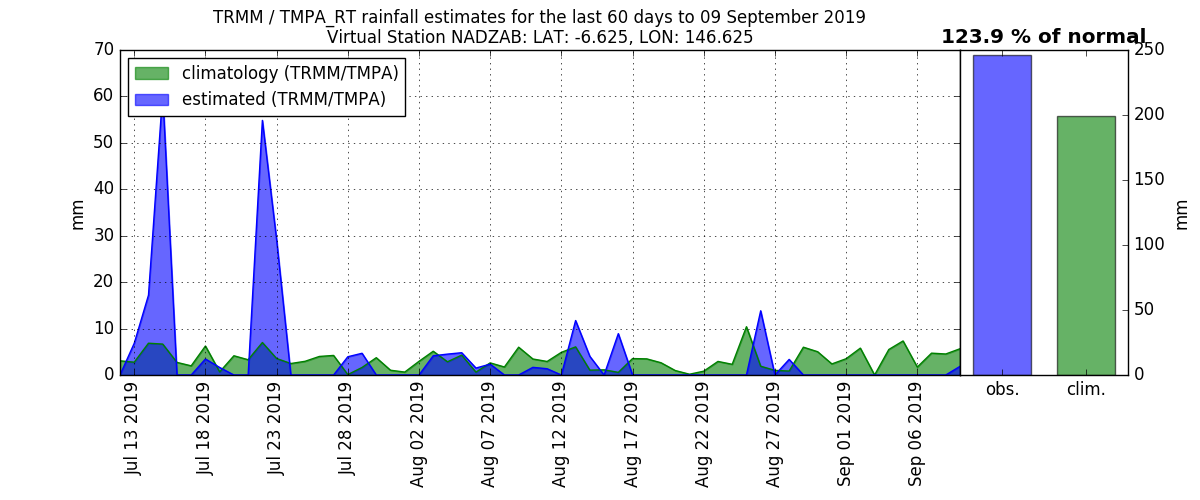 TRMM / TMPA_RT rainfall estimates for the last 60 days to 09 September 2019
Virtual Station NADZAB: LAT: -6.625, LON: 146.625
123.9 % of normal
climatology (TRMM/TMPA)
estimated (TRMM/TMPA)
70
60
50
40
30
20
10
0
mm
Jul 13 2019
Jul 18 2019
Jul 23 2019
Jul 28 2019
Aug 02 2019
Aug 07 2019
Aug 12 2019
Aug 17 2019
Aug 22 2019
Aug 27 2019
Sep 01 2019
Sep 06 2019
obs.
clim.
250
200
150
100
50
0
mm